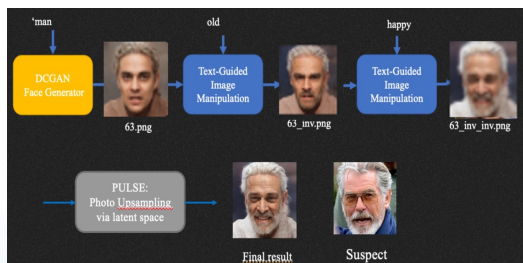 ‘man
old
happy
DCGAN
Face Generator
Text-Guided
Image
Manipulation
Text-Guided
Image
Manipulation
63.png
63_inv.png
63_inv_inv.png
PULSE:
Photo Upsampling
via latent space
Final result
Suspect